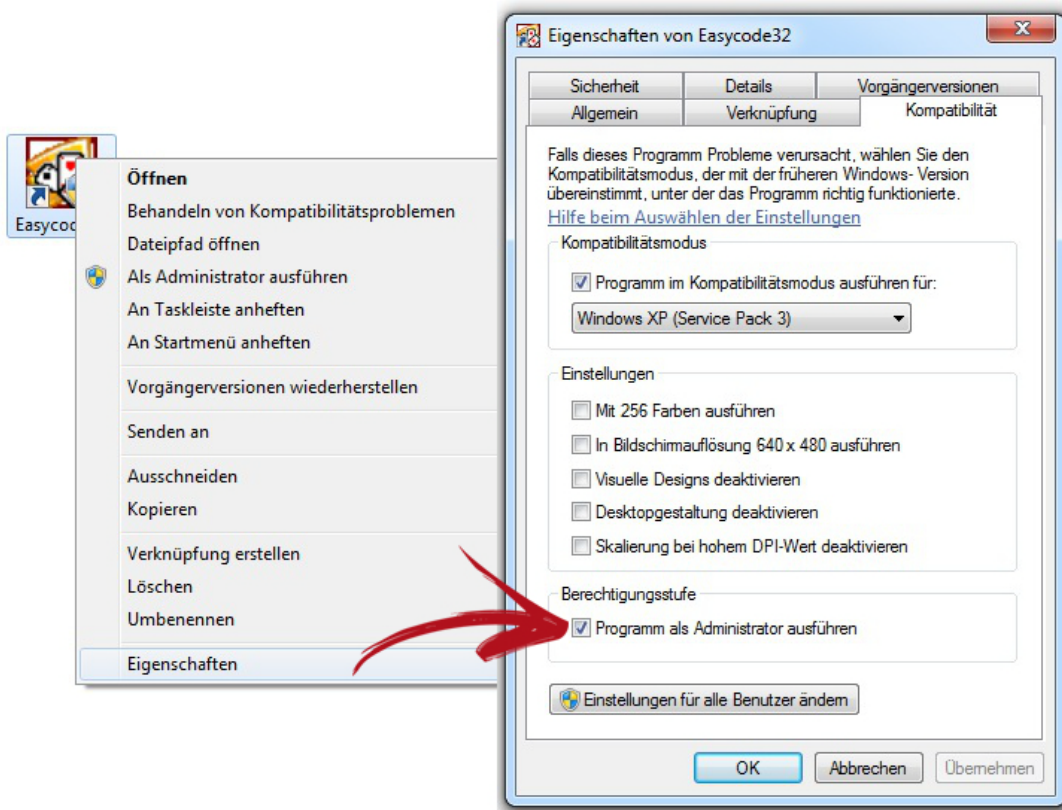 Easycod
Öffnen
Behandeln von Kompatibilitätsproblemen
Dateipfad öffnen
Als Administrator ausführen
An Taskleiste anheften
An Startmenü anheften
Vorgängerversionen wiederherstellen
Senden an
Ausschneiden
Kopieren
Verknüpfung erstellen
Löschen
Umbenennen
Eigenschaften
Eigenschaften von Easycode32
Sicherheit Details Vorgängerversionen
Allgemein Verknüpfung Kompatibilität
Falls dieses Programm Probleme verursacht, wählen Sie den
Kompatibilitätsmodus, der mit der früheren Windows- Version
übereinstimmt, unter der das Programm richtig funktionierte.
Hilfe beim Auswählen der Einstellungen
Kompatibilitätsmodus
Programm im Kompatibilitätsmodus ausführen für:
Windows XP (Service Pack 3)
Einstellungen
Mit 256 Farben ausführen
In Bildschirmauflösung 640 x 480 ausführen
Visuelle Designs deaktivieren
Desktopgestaltung deaktivieren
Skalierung bei hohem DPI-Wert deaktivieren
Berechtigungsstufe
Programm als Administrator ausführen
Einstellungen für alle Benutzer ändern
OK Abbrechen Übernehmen